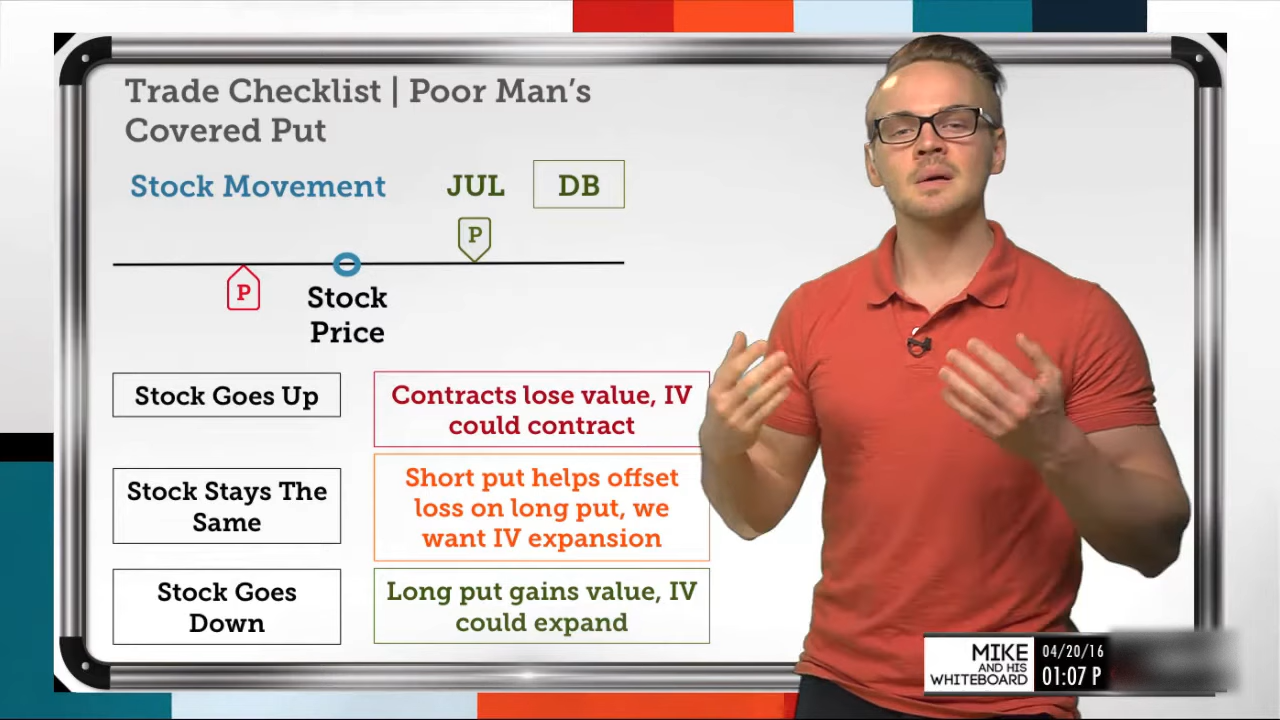 Trade Checklist | Poor Man's
Covered Put
Stock Movement JUL DB
P
P
Stock
Price
Stock Goes Up
Contracts lose value, IV
could contract
Stock Stays The
Same
Short put helps offset
loss on long put, we
want IV expansion
Stock Goes
Down
Long put gains value, IV
could expand
MIKE
AND HIS
WHITEBOARD
04/20/16
01:07 P